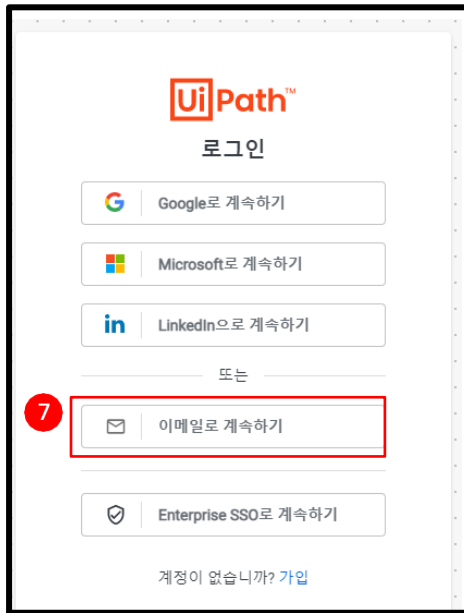 UiPath™
로그인
Google로 계속하기
Microsoft로 계속하기
in LinkedIn으로 계속하기
또는
7 이메일로 계속하기
Enterprise SSO로 계속하기
계정이 없습니까? 가입